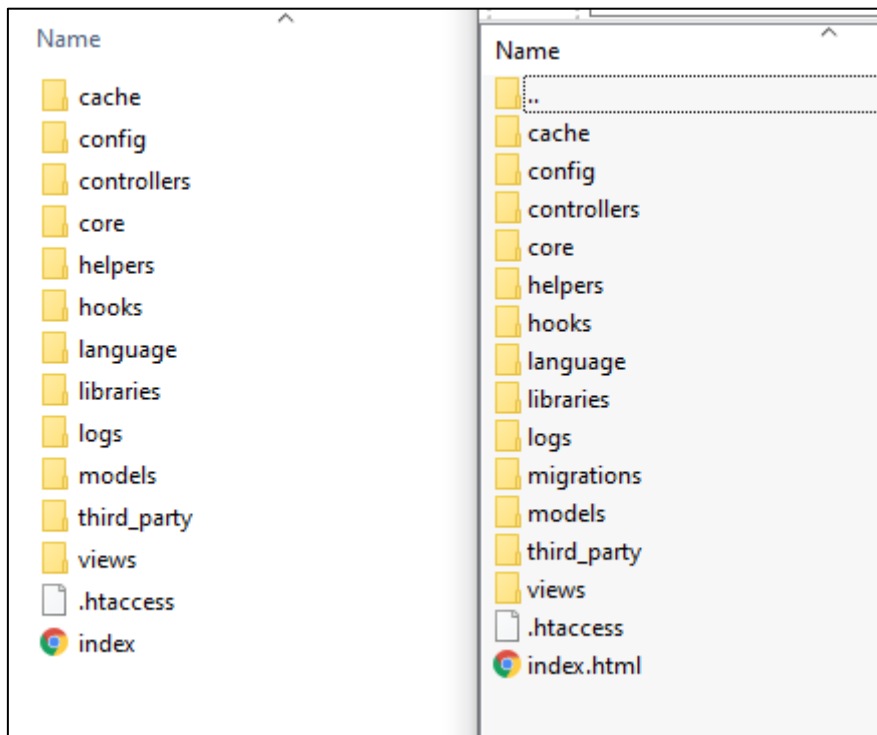 Name
cache
config
controllers
core
helpers
hooks
language
libraries
logs
models
third_party
views
.htaccess
index
Name
..
cache
config
controllers
core
helpers
hooks
language
libraries
logs
migrations
models
third_party
views
.htaccess
index.html